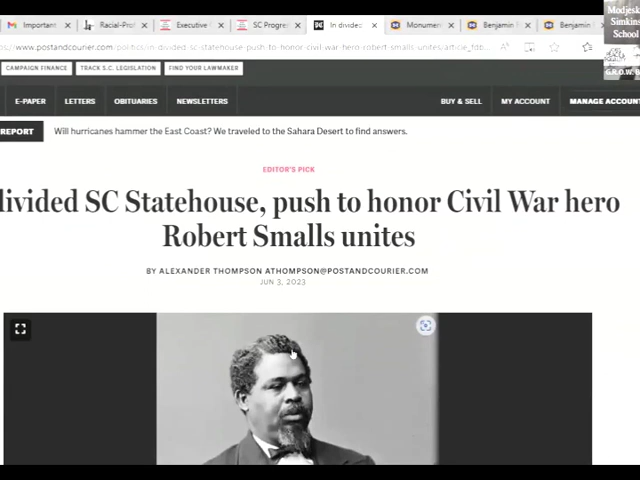 Important
Racial-Prof
Executive
SC Progre
In divided
Monumen
Benjamin
Benjamin
www.postandcourier.com/politics/in-divided-sc-statehouse-push-to-honor-civil-war-hero-robert-smalls-unites/article_
CAMPAIGN FINANCE TRACK S.C. LEGISLATION FIND YOUR LAWMAKER
E-PAPER LETTERS OBITUARIES NEWSLETTERS BUY & SELL MY ACCOUNT MANAGE ACCOUNT
REPORT Will hurricanes hammer the East Coast? We traveled to the Sahara Desert to find answers.
EDITOR'S PICK
divided SC Statehouse, push to honor Civil War hero
Robert Smalls unites
BY ALEXANDER THOMPSON ATHOMPSON@POSTANDCOURIER.COM
JUN 3, 2023
Modjesk
Simkins
School
G.R.O.W. B